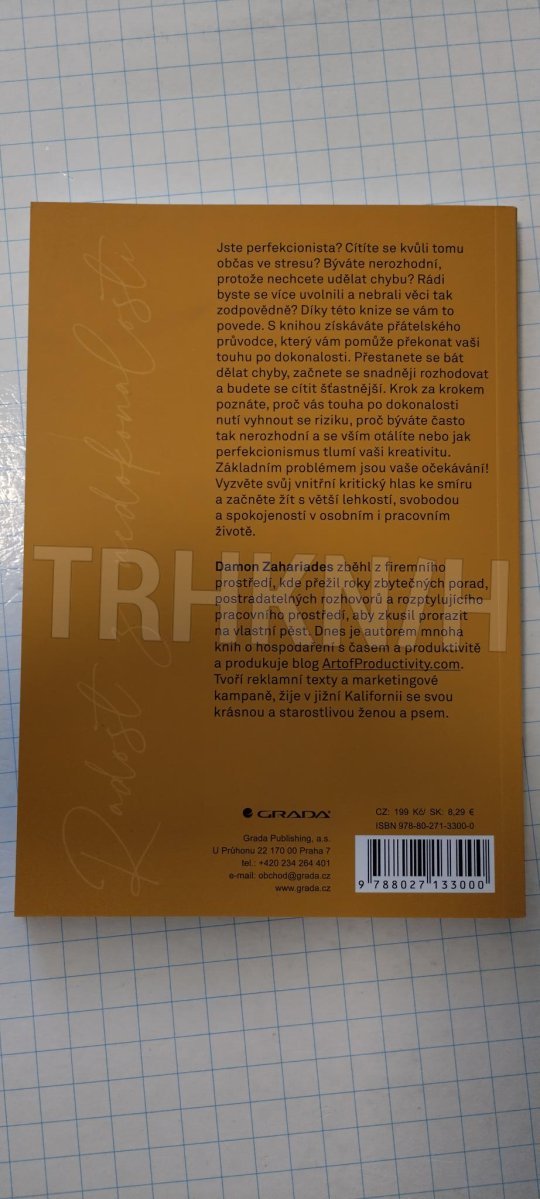 Radost z nedokonalosti
Jste perfekcionista? Cítíte se kvůli tomu
občas ve stresu? Býváte nerozhodní,
protože nechcete udělat chybu? Rádi
byste se více uvolnili a nebrali věci tak
zodpovědně? Díky této knize se vám to
povede. S knihou získáváte přátelského
průvodce, který vám pomůže překonat vaši
touhu po dokonalosti. Přestanete se bát
dělat chyby, začnete se snadněji rozhodovat
a budete se cítit šťastnější. Krok za krokem
poznáte, proč vás touha po dokonalosti
nutí vyhnout se riziku, proč býváte často
tak nerozhodní a se vším otálíte nebo jak
perfekcionismus tlumí vaši kreativitu.
Základním problémem jsou vaše očekávání!
Vyzvěte svůj vnitřní kritický hlas ke smíru
a začněte žít s větší lehkostí, svobodou
a spokojeností v osobním i pracovním
životě.
TRHKNIH
Damon Zahariades zběhl z firemního
prostředí, kde přežil roky zbytečných porad,
postradatelných rozhovorů a rozptylujícího
pracovního prostředí, aby zkusil prorazit
na vlastní pěst. Dnes je autorem mnoha
knih o hospodaření s časem a produktivitě
a produkuje blog ArtofProductivity.com.
Tvoří reklamní texty a marketingové
kampaně, žije v jižní Kalifornii se svou
krásnou a starostlivou ženou a psem.
GRADA
Grada Publishing, a.s.
U Průhonu 22 170 00 Praha 7
tel.: +420 234 264 401
e-mail: obchod@grada.cz
www.grada.cz
CZ: 199 Kč/ SK: 8,29 €
ISBN 978-80-271-3300-0
9 788027 133000